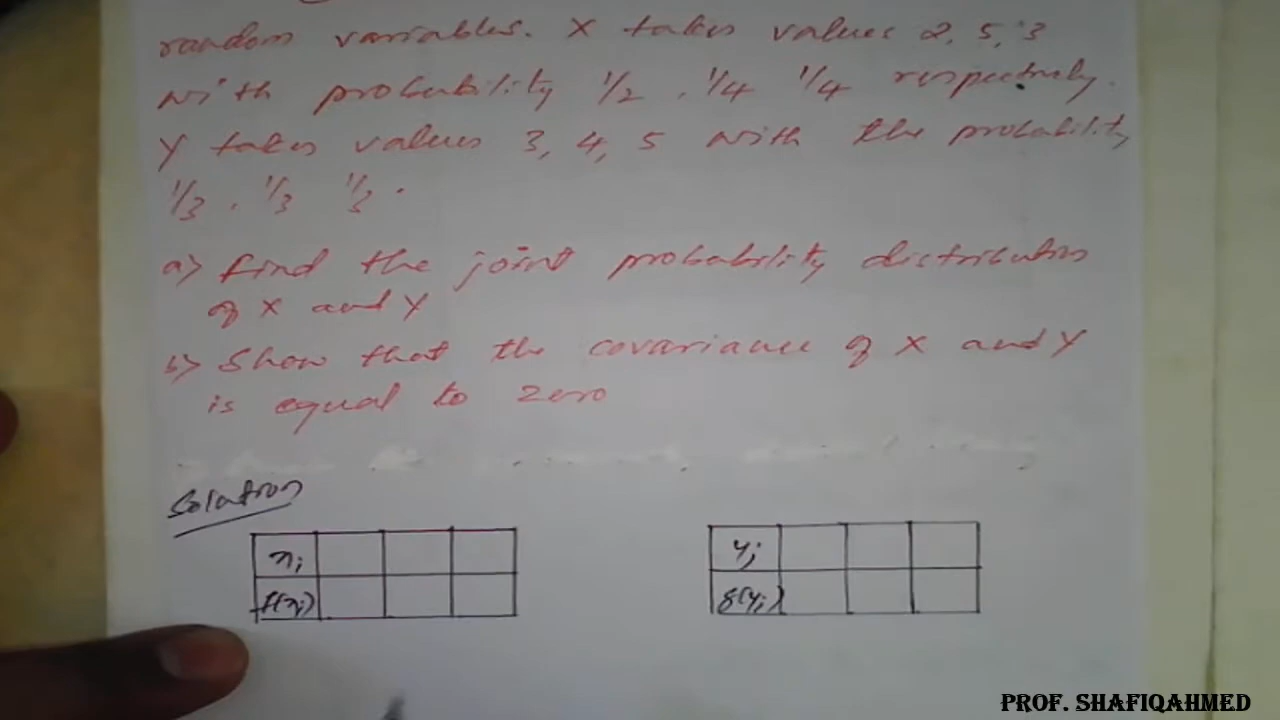 random variables. X takes values 2, 5, 3
with probability 1/2, 1/4 1/4 respectively.
Y takes values 3, 4, 5 with the probability
1/3, 1/3 1/3.
a) Find the joint probability distribution
of X and Y
b) Show that the covariance of X and Y
is equal to zero
Solution
xi
f(xi)
yj
g(yj)
PROF. SHAFIQAHMED